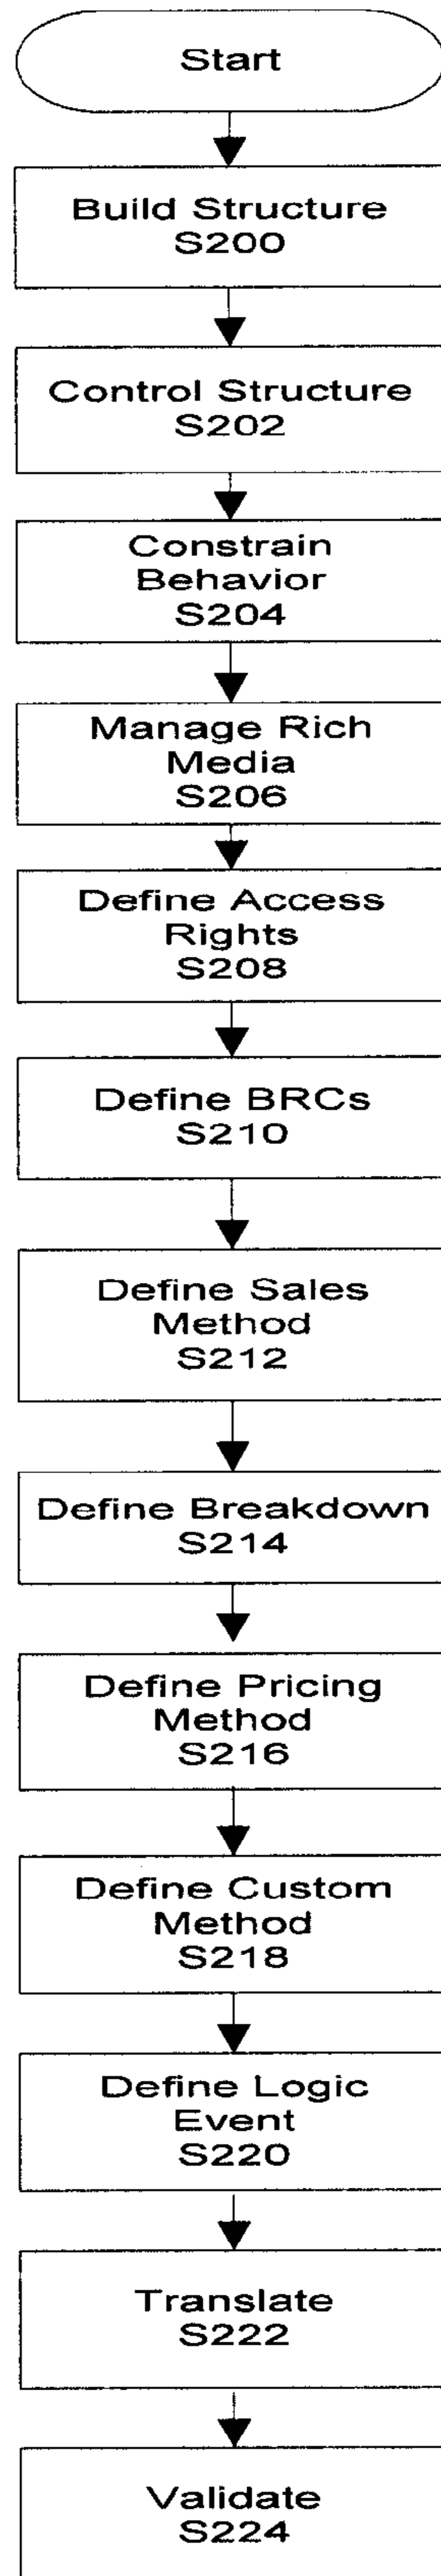 Start
Build Structure
S200
Control Structure
S202
Constrain
Behavior
S204
Manage Rich
Media
S206
Define Access
Rights
S208
Define BRCs
S210
Define Sales
Method
S212
Define Breakdown
S214
Define Pricing
Method
S216
Define Custom
Method
S218
Define Logic
Event
S220
Translate
S222
Validate
S224